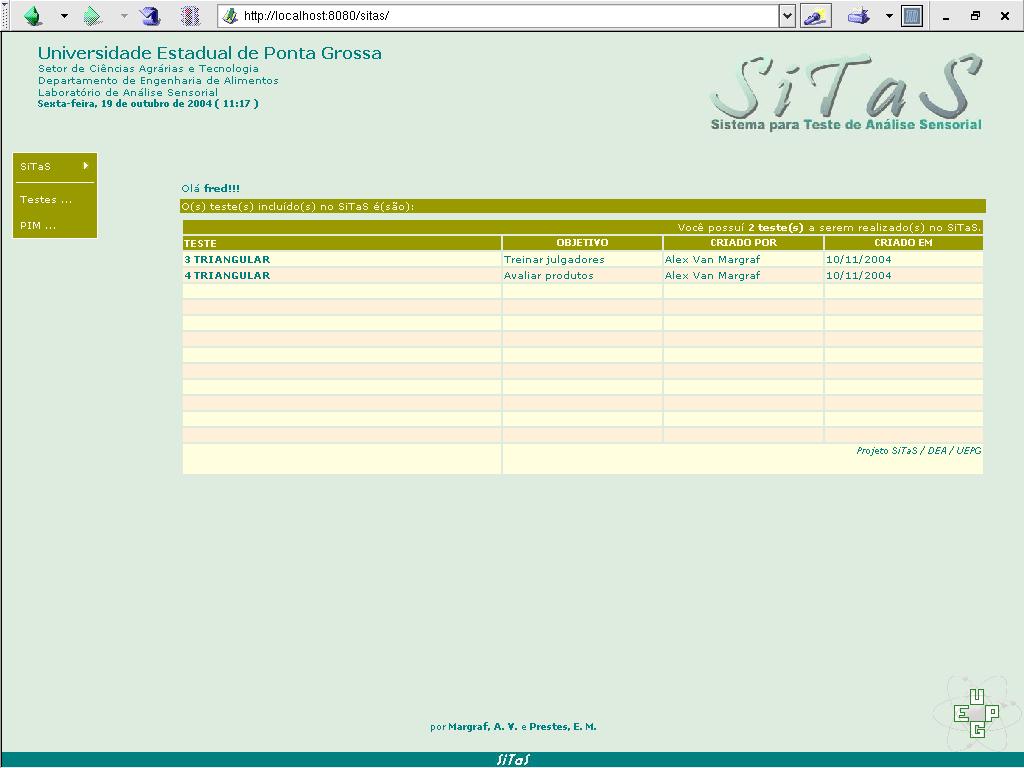 http://localhost:8080/sitas/
Universidade Estadual de Ponta Grossa
Setor de Ciências Agrárias e Tecnologia
Departamento de Engenharia de Alimentos
Laboratório de Análise Sensorial
Sexta-feira, 19 de outubro de 2004 ( 11:17 )
SiTaS
Sistema para Teste de Análise Sensorial
SiTaS
Testes ...
PIM ...
Olá fred!!!
O(s) teste(s) incluído(s) no SiTaS é(são):
Você possuí 2 teste(s) a serem realizado(s) no SiTaS.
TESTE OBJETIVO CRIADO POR CRIADO EM
3 TRIANGULAR Treinar julgadores Alex Van Margraf 10/11/2004
4 TRIANGULAR Avaliar produtos Alex Van Margraf 10/11/2004
Projeto SiTaS / DEA / UEPG
UEPG
por Margraf, A. V. e Prestes, E. M.
SiTaS